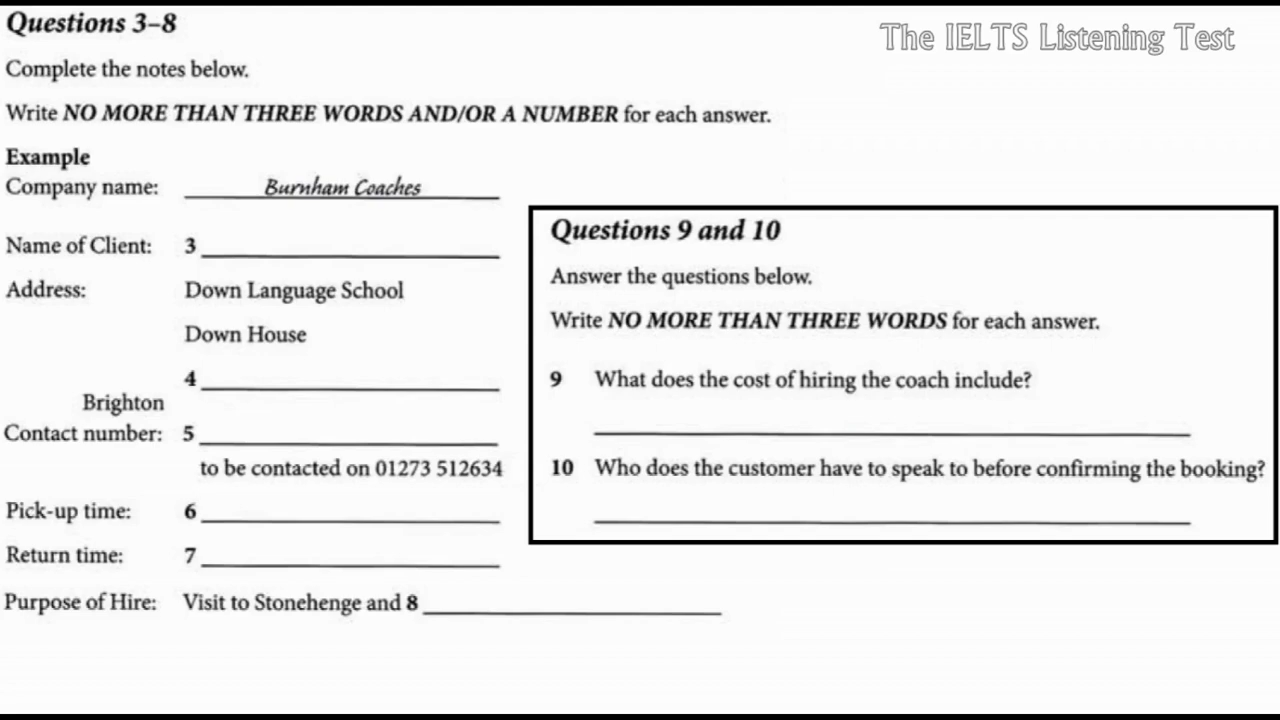 The IELTS Listening Test
Questions 3–8
Complete the notes below.
Write NO MORE THAN THREE WORDS AND/OR A NUMBER for each answer.
Example
Company name: Burnham Coaches
Name of Client: 3
Address: Down Language School
Down House
4
Brighton
Contact number: 5
to be contacted on 01273 512634
Pick-up time: 6
Return time: 7
Purpose of Hire: Visit to Stonehenge and 8
Questions 9 and 10
Answer the questions below.
Write NO MORE THAN THREE WORDS for each answer.
9 What does the cost of hiring the coach include?
10 Who does the customer have to speak to before confirming the booking?